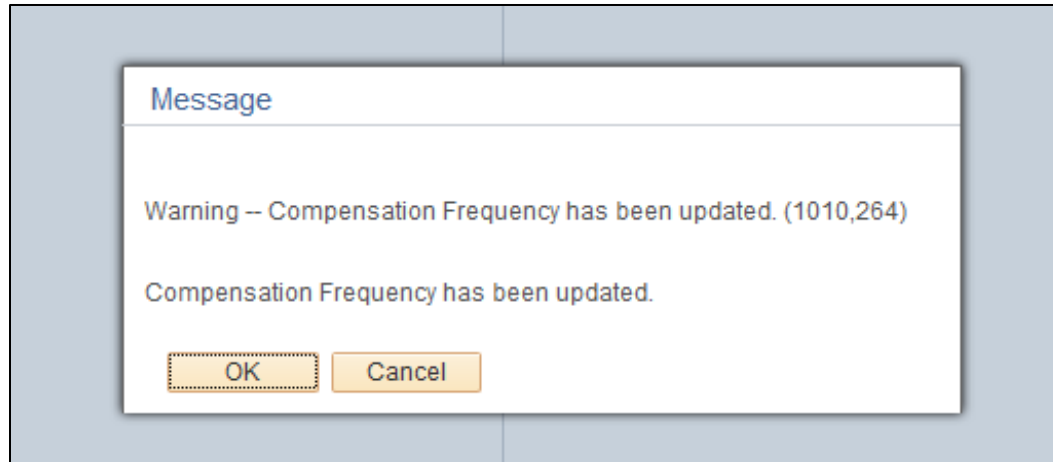 Message
Warning -- Compensation Frequency has been updated. (1010,264)
Compensation Frequency has been updated.
OK Cancel